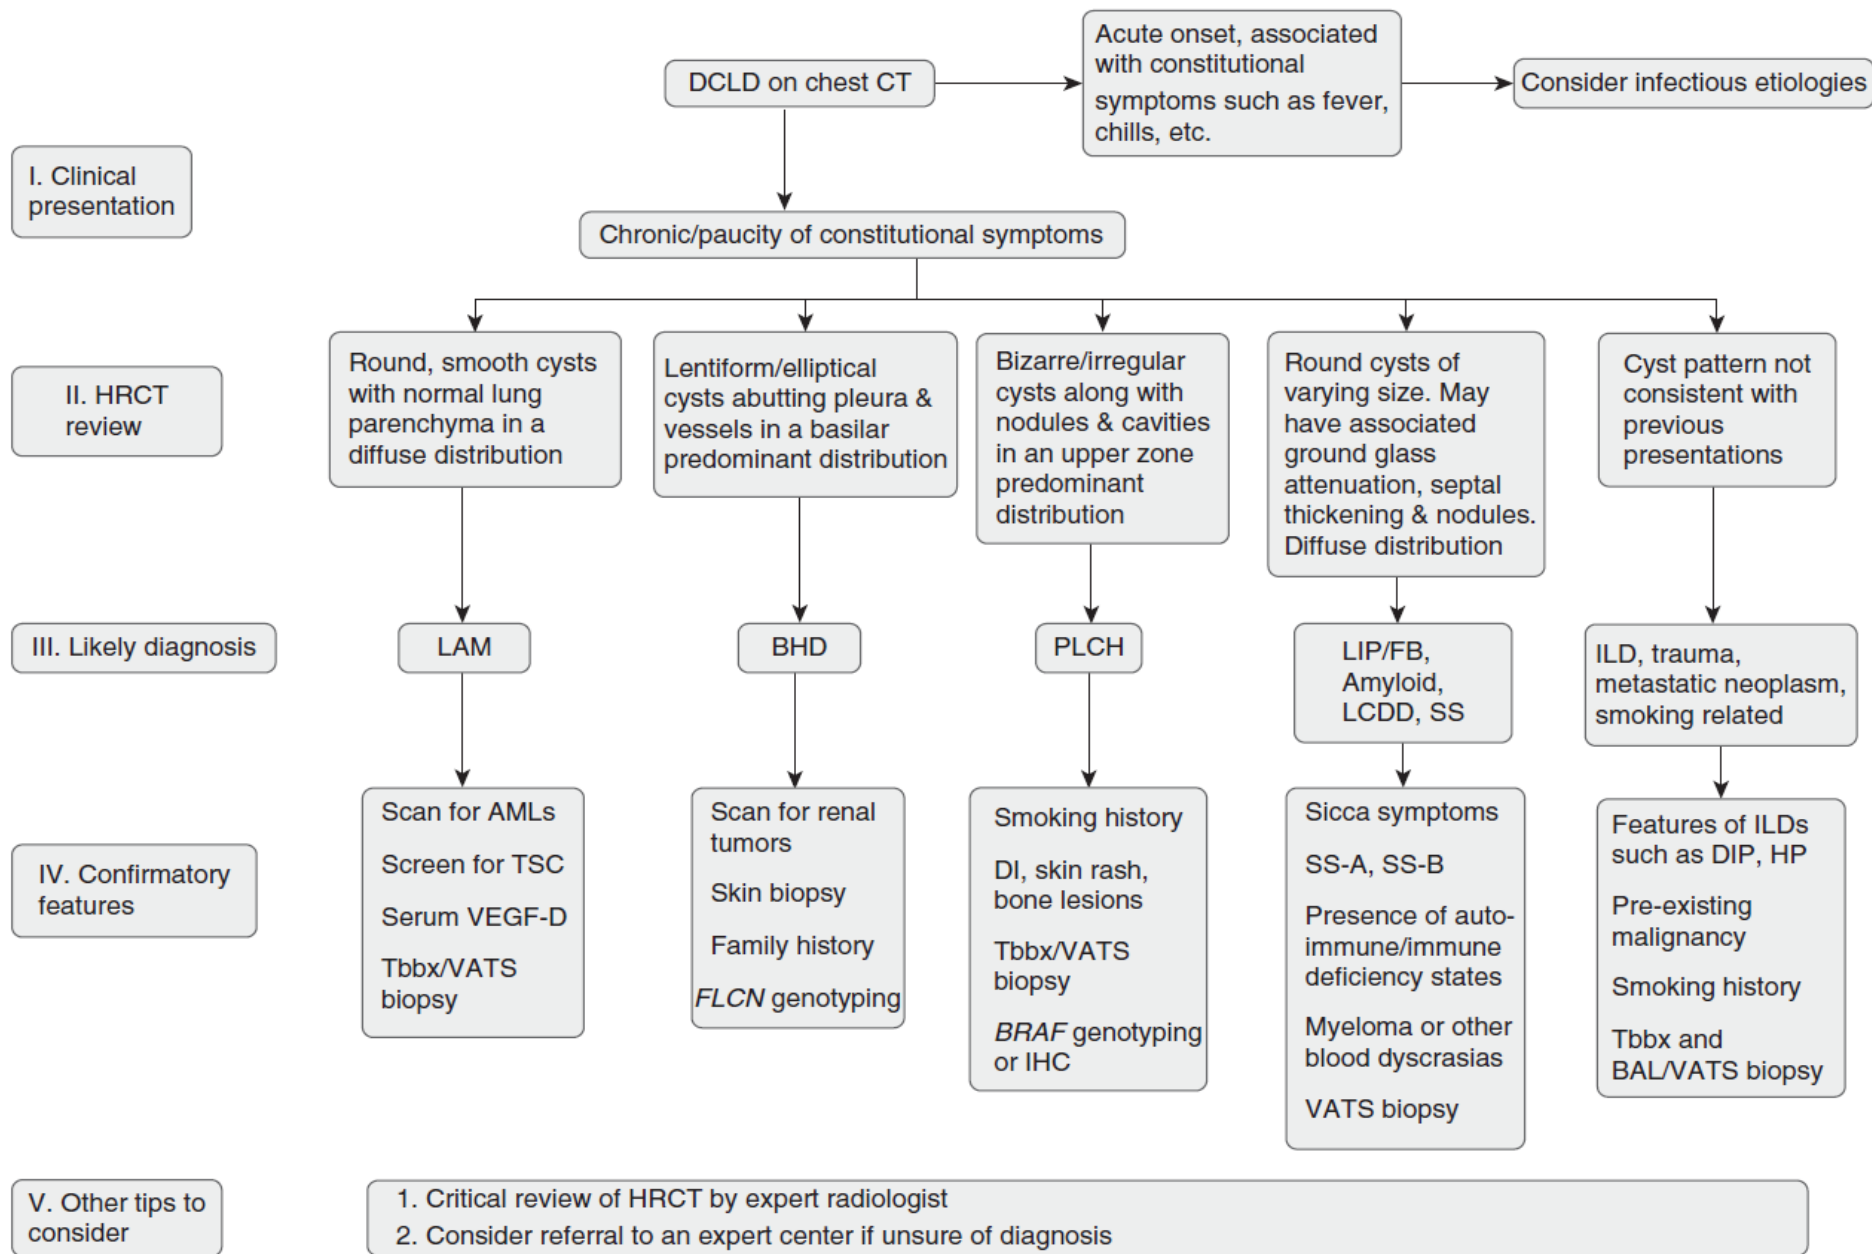 DCLD on chest CT
Acute onset, associated
with constitutional
symptoms such as fever,
chills, etc.
Consider infectious etiologies
I. Clinical
presentation
Chronic/paucity of constitutional symptoms
II. HRCT
review
Round, smooth cysts
with normal lung
parenchyma in a
diffuse distribution
Lentiform/elliptical
cysts abutting pleura &
vessels in a basilar
predominant distribution
Bizarre/irregular
cysts along with
nodules & cavities
in an upper zone
predominant
distribution
Round cysts of
varying size. May
have associated
ground glass
attenuation, septal
thickening & nodules.
Diffuse distribution
Cyst pattern not
consistent with
previous
presentations
III. Likely diagnosis
LAM
BHD
PLCH
LIP/FB,
Amyloid,
LCDD, SS
ILD, trauma,
metastatic neoplasm,
smoking related
IV. Confirmatory
features
Scan for AMLs
Screen for TSC
Serum VEGF-D
Tbbx/VATS
biopsy
Scan for renal
tumors
Skin biopsy
Family history
FLCN genotyping
Smoking history
DI, skin rash,
bone lesions
Tbbx/VATS
biopsy
BRAF genotyping
or IHC
Sicca symptoms
SS-A, SS-B
Presence of auto-
immune/immune
deficiency states
Myeloma or other
blood dyscrasias
VATS biopsy
Features of ILDs
such as DIP, HP
Pre-existing
malignancy
Smoking history
Tbbx and
BAL/VATS biopsy
V. Other tips to
consider
1. Critical review of HRCT by expert radiologist
2. Consider referral to an expert center if unsure of diagnosis